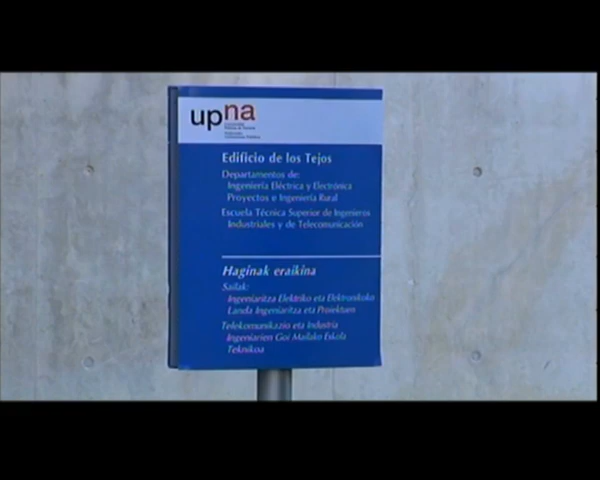 upna
Edificio de los Tejos
Departamentos de:
Ingeniería Eléctrica y Electrónica
Proyectos e Ingeniería Rural
Escuela Técnica Superior de Ingenieros
Industriales y de Telecomunicación
Haginak eraikina
Sailak:
Ingeniaritza Elektriko eta Elektronikoko
Landa Ingeniaritza eta Proiektuen
Telekomunikazio eta Industria
Ingeniarien Goi Mailako Eskola
Teknikoa